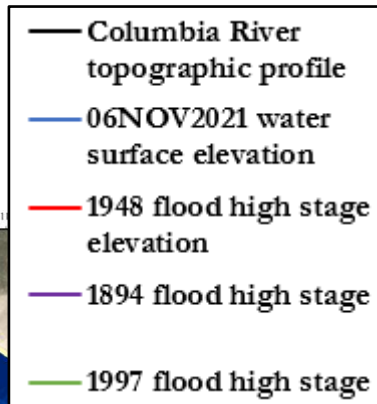 Columbia River
topographic profile
06NOV2021 water
surface elevation
1948 flood high stage
elevation
1894 flood high stage
1997 flood high stage